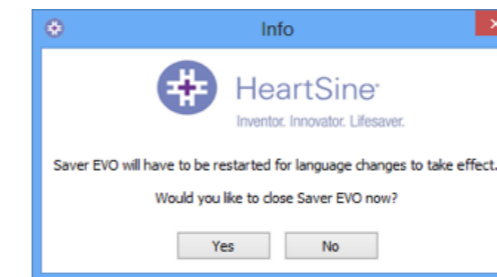 Info
HeartSine
Inventor. Innovator. Lifesaver.
Saver EVO will have to be restarted for language changes to take effect.
Would you like to close Saver EVO now?
Yes
No